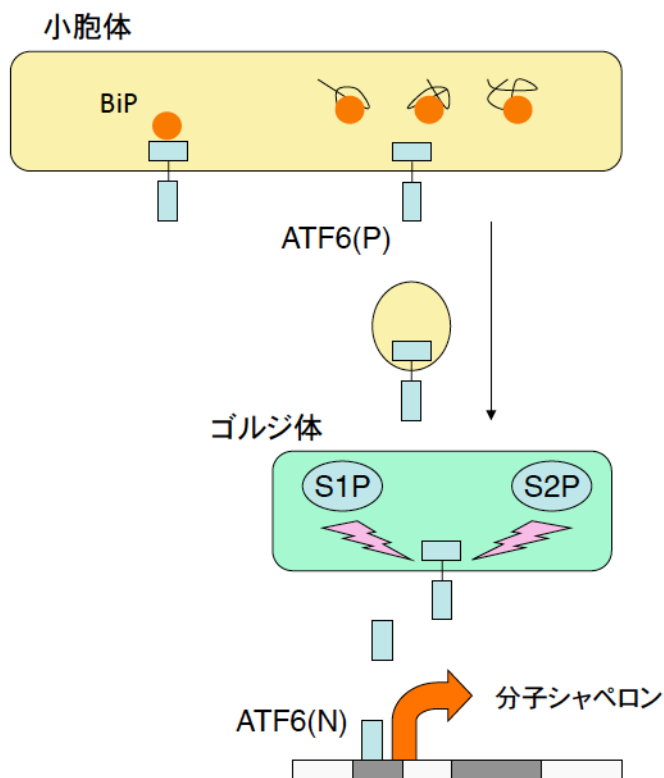 小胞体
BiP
ATF6(P)
ゴルジ体
S1P
S2P
ATF6(N)
分子シャペロン